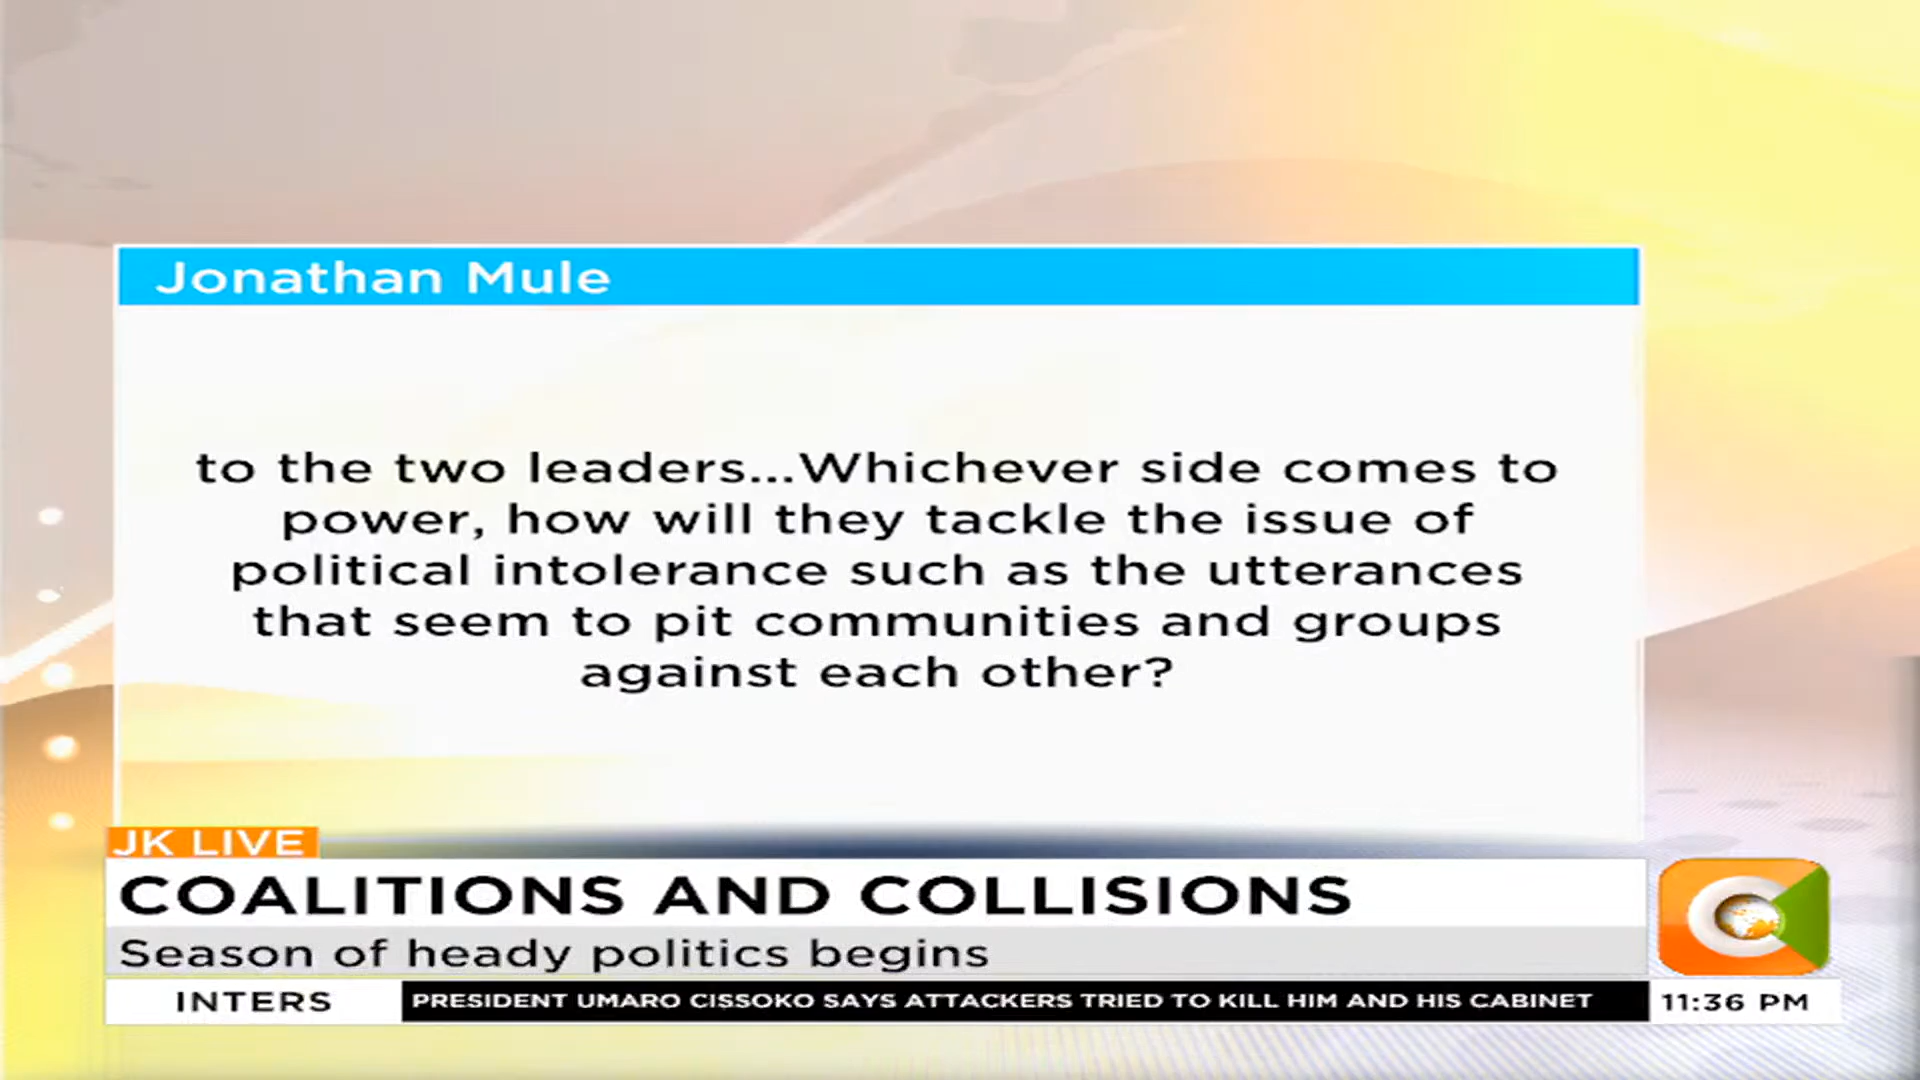 Jonathan Mule
to the two leaders...Whichever side comes to
power, how will they tackle the issue of
political intolerance such as the utterances
that seem to pit communities and groups
against each other?
JK LIVE
COALITIONS AND COLLISIONS
Season of heady politics begins
INTERS
PRESIDENT UMARO CISSOKO SAYS ATTACKERS TRIED TO KILL HIM AND HIS CABINET
11:36 PM